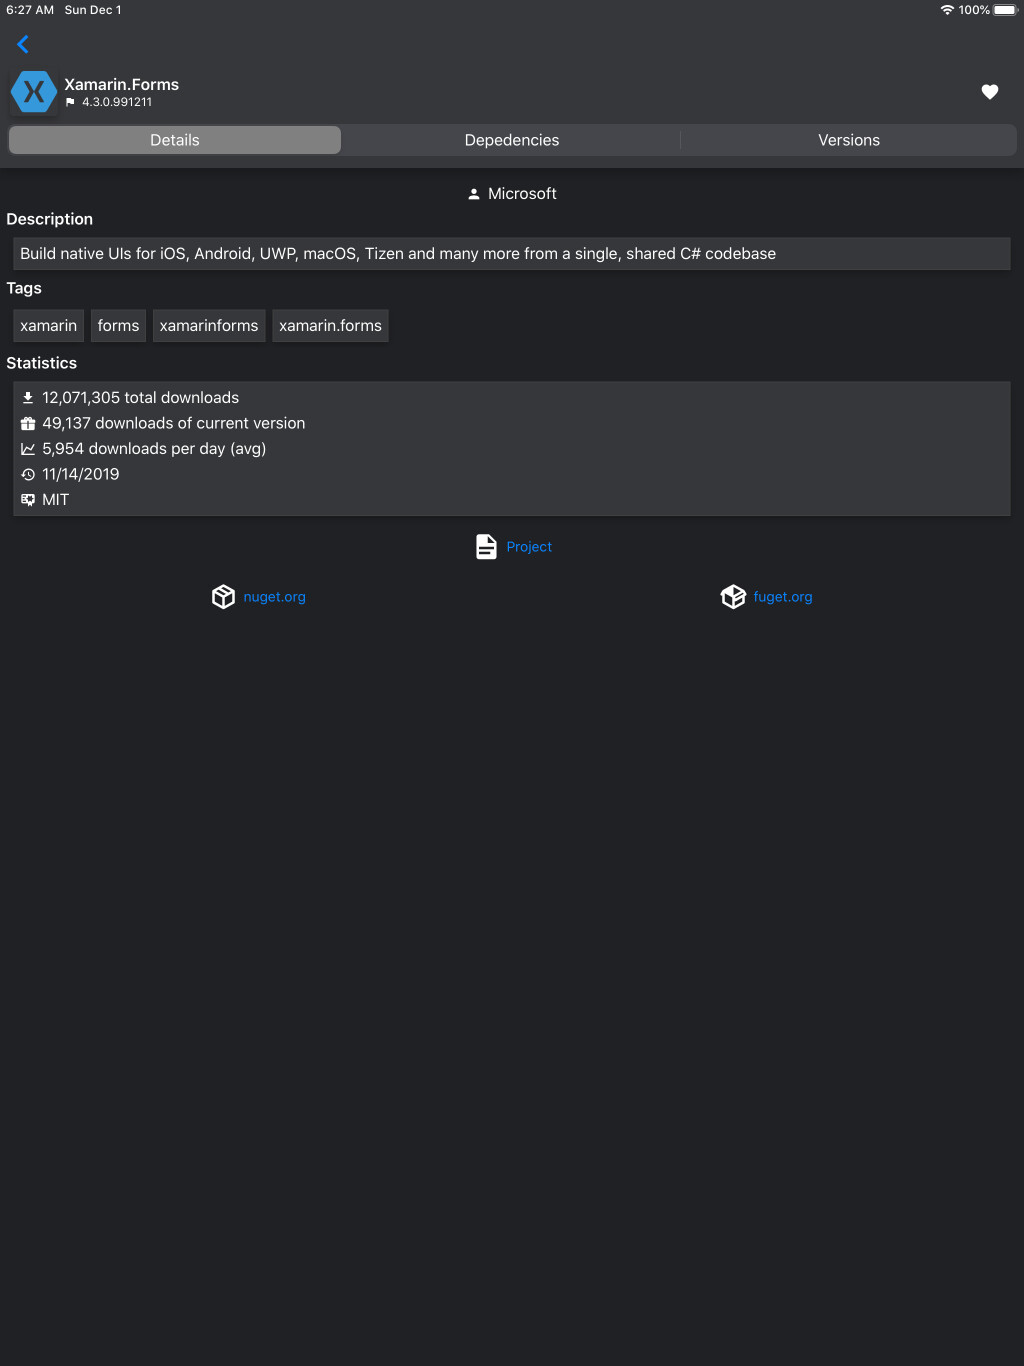 6:27 AM Sun Dec 1 100%
Xamarin.Forms
4.3.0.991211
Details Depedencies Versions
Microsoft
Description
Build native UIs for iOS, Android, UWP, macOS, Tizen and many more from a single, shared C# codebase
Tags
xamarin forms xamarinforms xamarin.forms
Statistics
12,071,305 total downloads
49,137 downloads of current version
5,954 downloads per day (avg)
11/14/2019
MIT
Project
nuget.org fuget.org